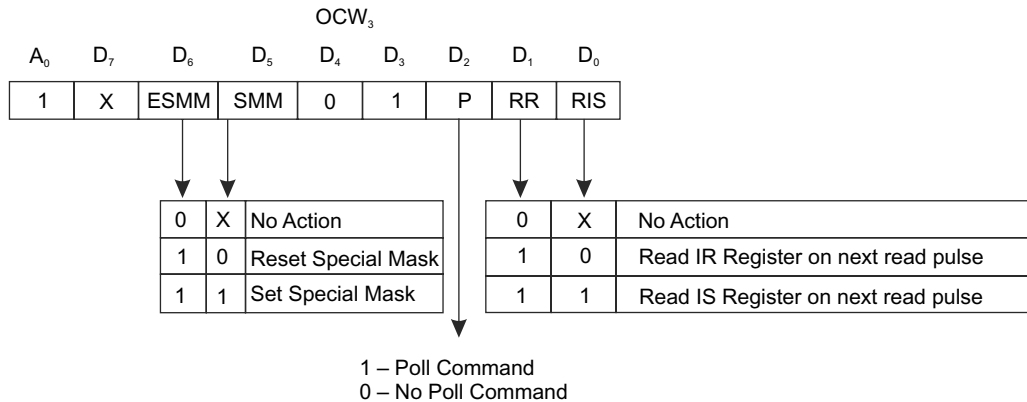 OCW₃
A₀ D₇ D₆ D₅ D₄ D₃ D₂ D₁ D₀
1 X ESMM SMM 0 1 P RR RIS
0 X No Action
1 0 Reset Special Mask
1 1 Set Special Mask
0 X No Action
1 0 Read IR Register on next read pulse
1 1 Read IS Register on next read pulse
1 – Poll Command
0 – No Poll Command